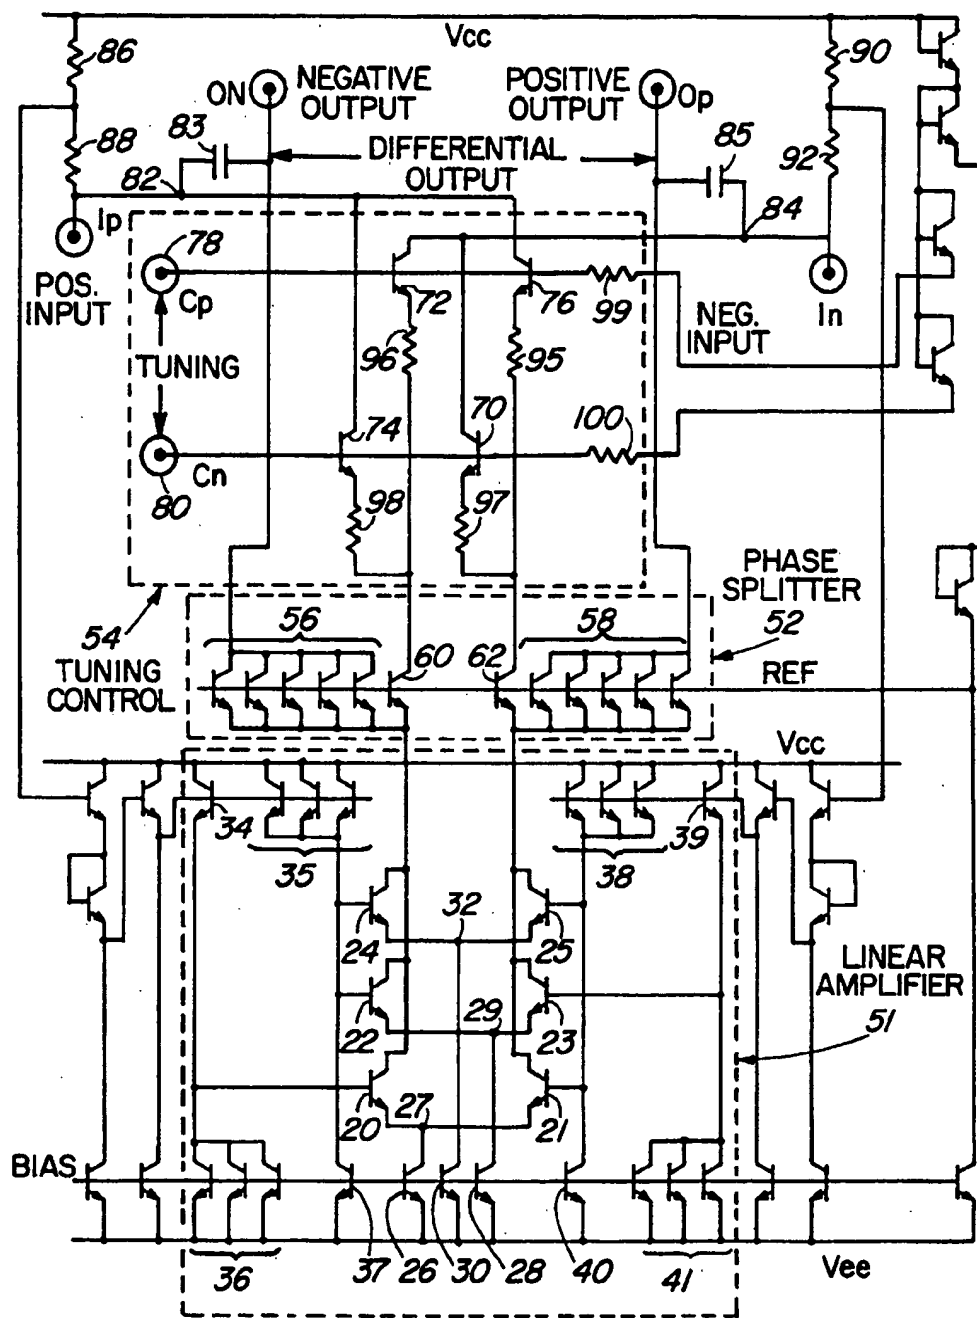 Vcc
86
90
ON
NEGATIVE
OUTPUT
POSITIVE
OUTPUT
Op
88
83
DIFFERENTIAL
OUTPUT
85
92
82
84
Ip
78
POS.
INPUT
Cp
72
76
99
NEG.
INPUT
In
TUNING
96
95
74
70
100
Cn
80
98
97
PHASE
SPLITTER
54
56
58
52
TUNING
CONTROL
60
62
REF
Vcc
34
35
38
39
24
32
25
LINEAR
AMPLIFIER
51
22
29
23
20
27
21
BIAS
36
37
26
30
28
40
41
Vee